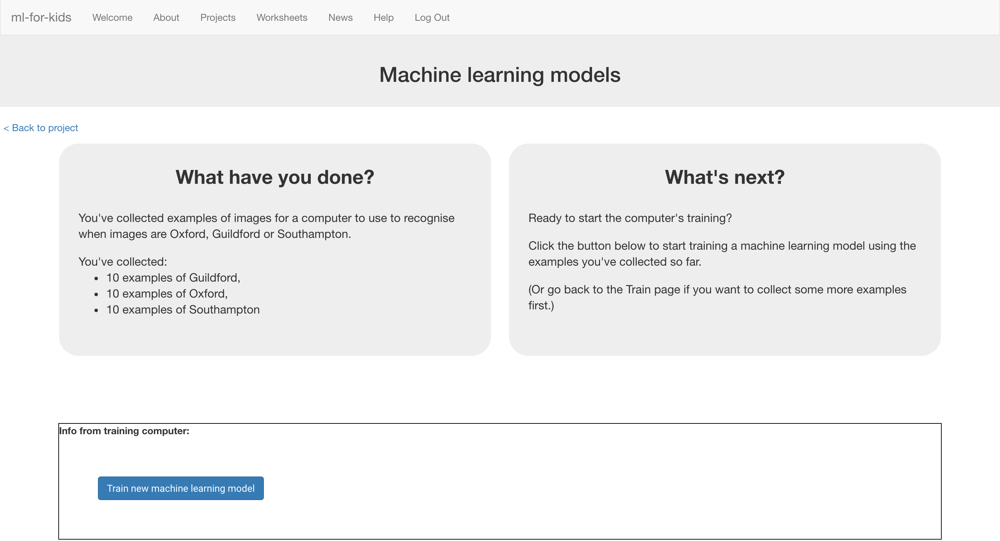 ml-for-kids Welcome About Projects Worksheets News Help Log Out
Machine learning models
< Back to project
What have you done?
You've collected examples of images for a computer to use to recognise
when images are Oxford, Guildford or Southampton.
You've collected:
• 10 examples of Guildford,
• 10 examples of Oxford,
• 10 examples of Southampton
What's next?
Ready to start the computer's training?
Click the button below to start training a machine learning model using the
examples you've collected so far.
(Or go back to the Train page if you want to collect some more examples
first.)
Info from training computer:
Train new machine learning model